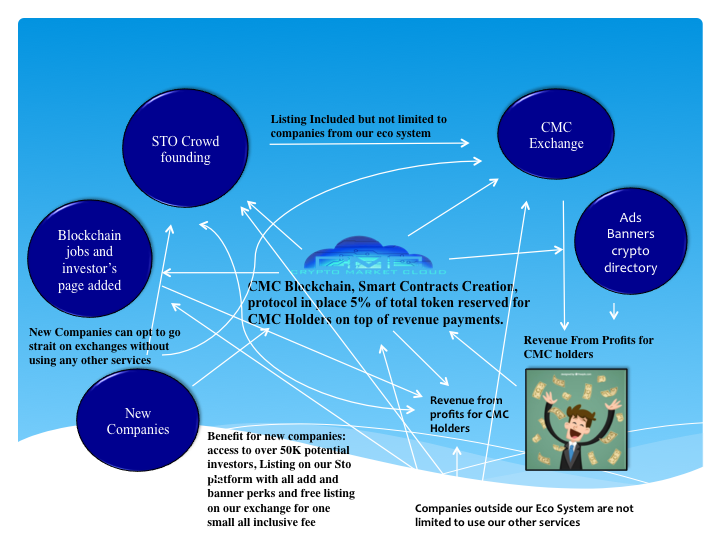 Listing Included but not limited to
companies from our eco system
STO Crowd
founding
CMC
Exchange
Blockchain
jobs and
investor's
page added
Ads
Banners
crypto
directory
CRYPTO MARKET CLOUD
CMC Blockchain, Smart Contracts Creation,
protocol in place 5% of total token reserved for
CMC Holders on top of revenue payments.
New Companies can opt to go
strait on exchanges without
using any other services
Revenue From Profits for
CMC holders
New
Companies
Revenue from
profits for CMC
Holders
Benefit for new companies:
access to over 50K potential
investors, Listing on our Sto
platform with all add and
banner perks and free listing
on our exchange for one
small all inclusive fee
Companies outside our Eco System are not
limited to use our other services